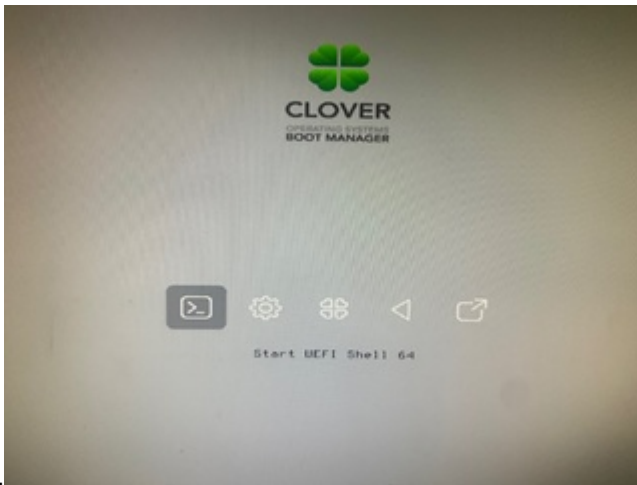 CLOVER
OPERATING SYSTEMS
BOOT MANAGER
Start UEFI Shell 64